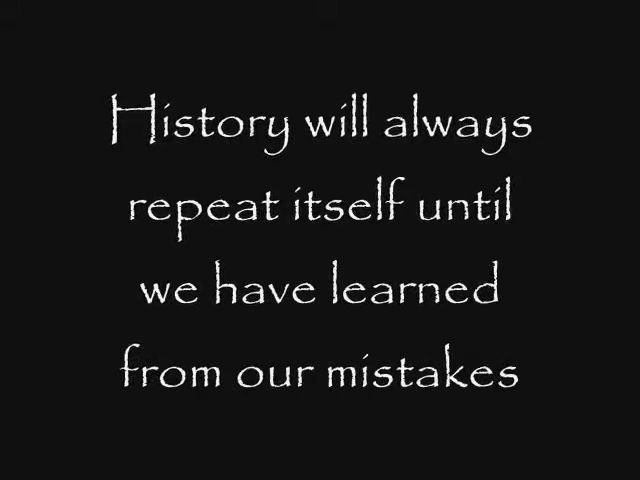 History will always
repeat itself until
we have learned
from our mistakes